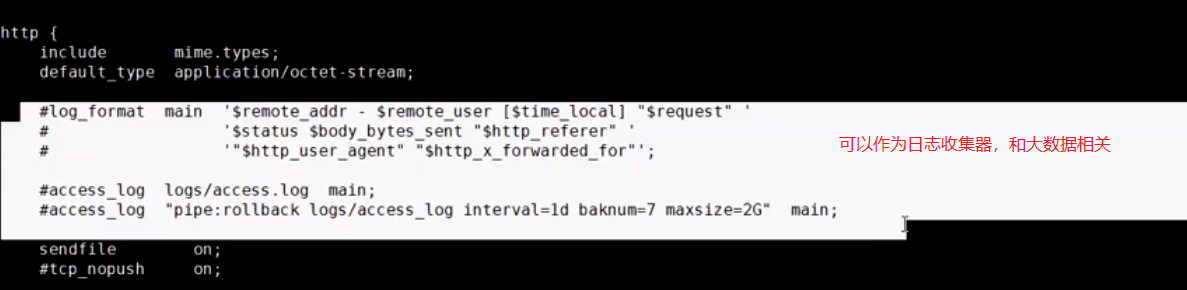 http {
    include       mime.types;
    default_type  application/octet-stream;
    #log_format  main  '$remote_addr - $remote_user [$time_local] "$request" '
    #                  '$status $body_bytes_sent "$http_referer" '
    #                  '"$http_user_agent" "$http_x_forwarded_for"';
可以作为日志收集器，和大数据相关
    #access_log  logs/access.log  main;
    #access_log  "pipe:rollback logs/access_log interval=1d baknum=7 maxsize=2G"  main;
    sendfile        on;
    #tcp_nopush     on;